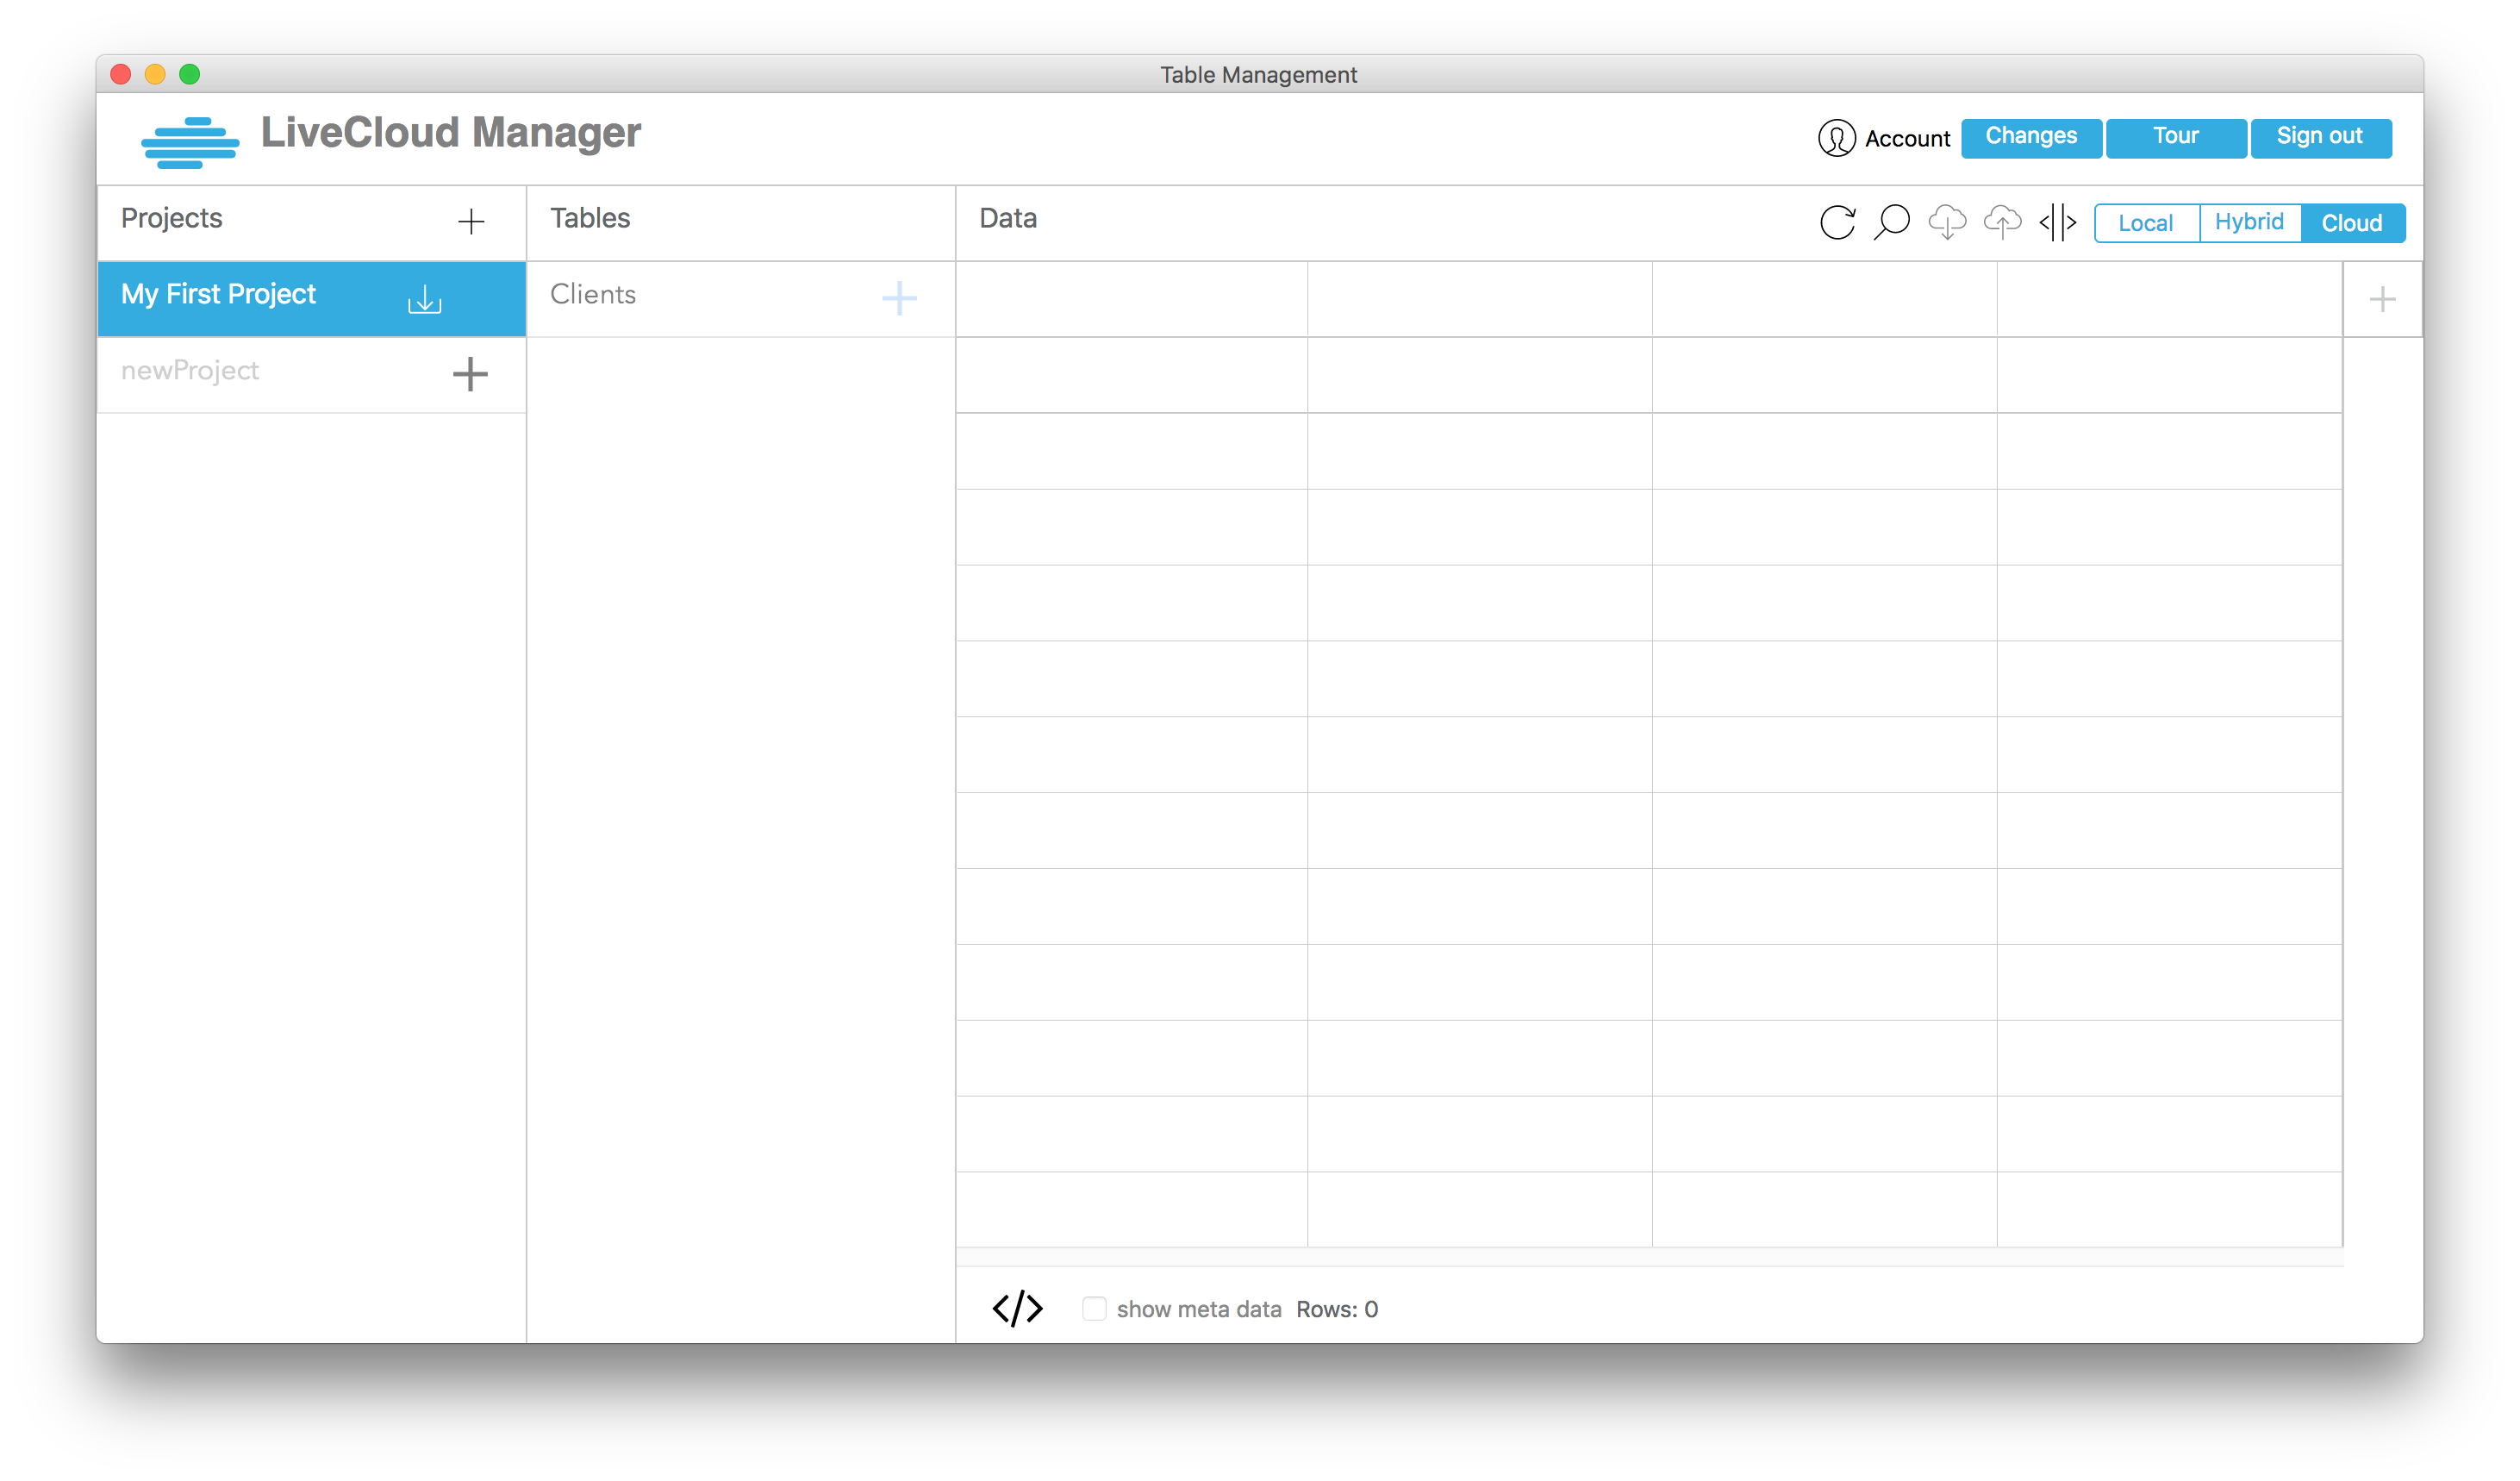 Table Management
LiveCloud Manager
Account Changes Tour Sign out
Projects
Tables
Data
Local Hybrid Cloud
My First Project
Clients
newProject
</> show meta data Rows: 0